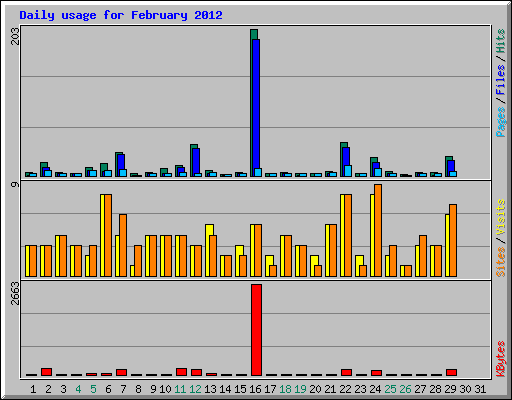 Daily usage for February 2012
203
Pages / Files / Hits
9
Sites / Visits
2663
KBytes
1 2 3 4 5 6 7 8 9 10 11 12 13 14 15 16 17 18 19 20 21 22 23 24 25 26 27 28 29 30 31